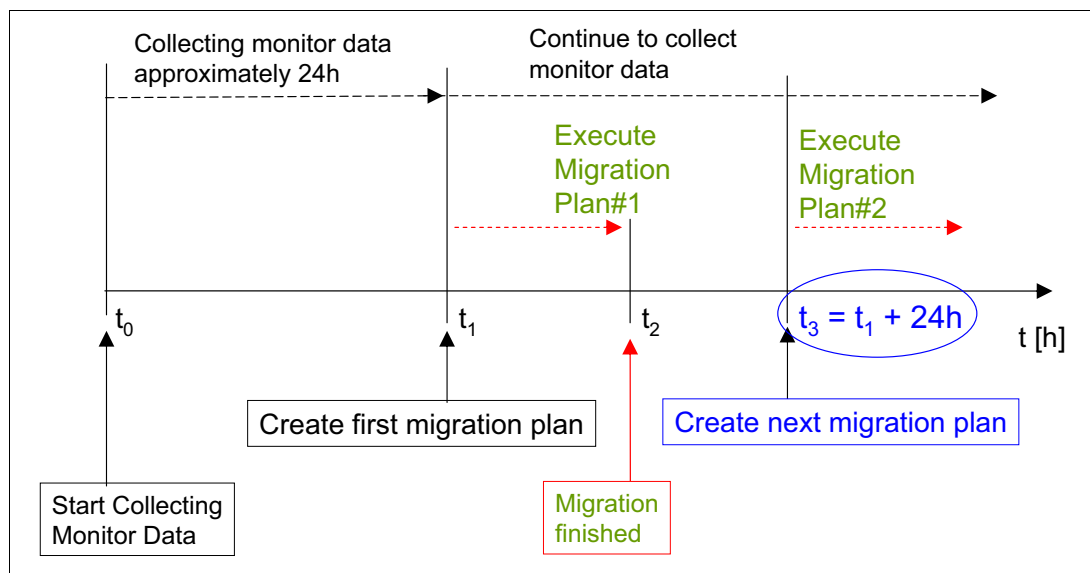 Collecting monitor data
approximately 24h
Continue to collect
monitor data
Execute
Migration
Plan#1
Execute
Migration
Plan#2
t₀
t₁
t₂
t₃ = t₁ + 24h
t [h]
Create first migration plan
Create next migration plan
Start Collecting
Monitor Data
Migration
finished